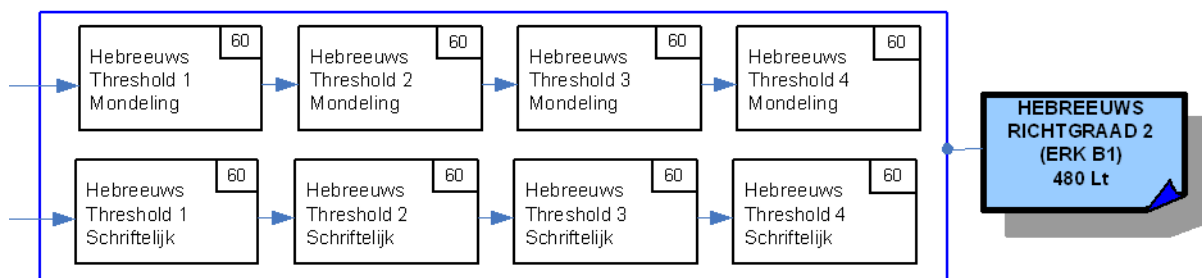 60
Hebreeuws
Threshold 1
Mondeling
60
Hebreeuws
Threshold 2
Mondeling
60
Hebreeuws
Threshold 3
Mondeling
60
Hebreeuws
Threshold 4
Mondeling
60
Hebreeuws
Threshold 1
Schriftelijk
60
Hebreeuws
Threshold 2
Schriftelijk
60
Hebreeuws
Threshold 3
Schriftelijk
60
Hebreeuws
Threshold 4
Schriftelijk
HEBREEUWS
RICHTGRAAD 2
(ERK B1)
480 Lt